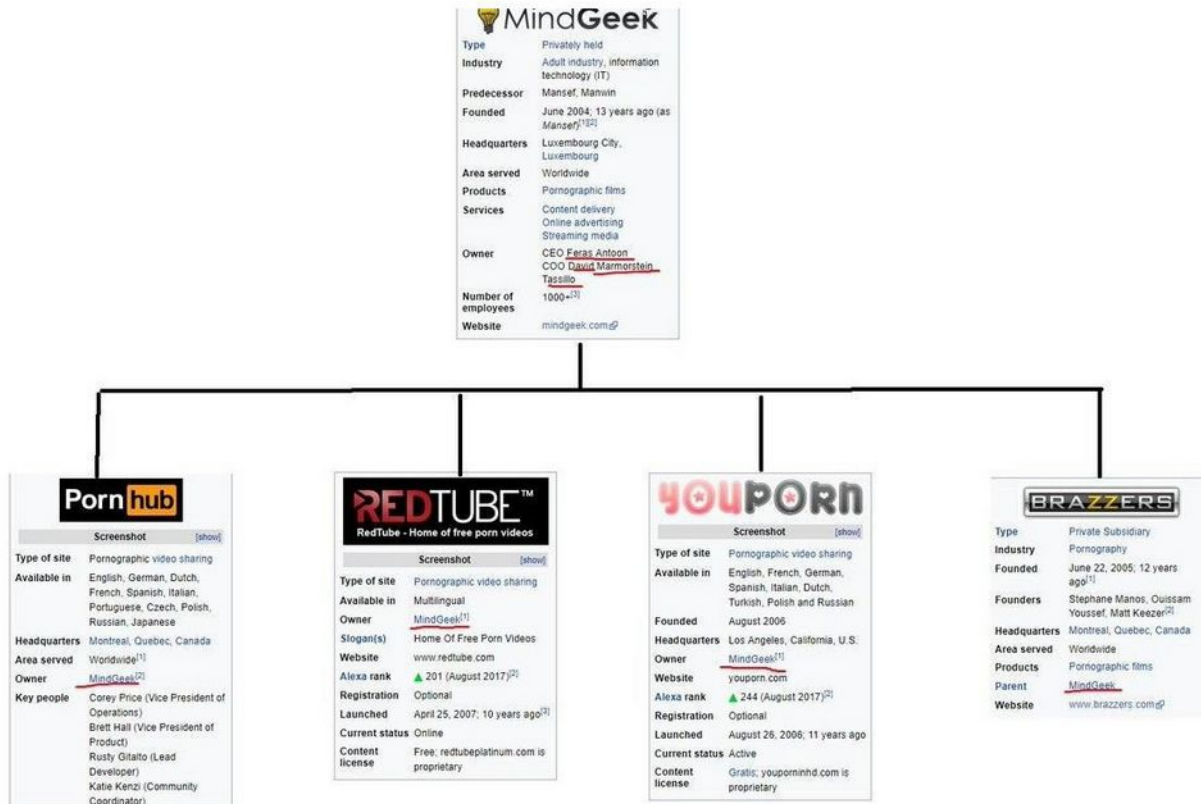 MindGeek
Type Privately held
Industry Adult industry, information
technology (IT)
Predecessor Mansef, Manwin
Founded June 2004; 13 years ago (as
Mansef)[1][2]
Headquarters Luxembourg City,
Luxembourg
Area served Worldwide
Products Pornographic films
Services Content delivery
Online advertising
Streaming media
Owner CEO Feras Antoon
COO David Marmorstein
Tassillo
Number of 1000+[3]
employees
Website mindgeek.com
Porn hub
Screenshot [show]
Type of site Pornographic video sharing
Available in English, German, Dutch,
French, Spanish, Italian,
Portuguese, Czech, Polish,
Russian, Japanese
Headquarters Montreal, Quebec, Canada
Area served Worldwide[1]
Owner MindGeek[2]
Key people Corey Price (Vice President of
Operations)
Brett Hall (Vice President of
Product)
Rusty Gitalto (Lead
Developer)
Katie Kenzi (Community
Coordinator)
REDTUBE™
RedTube - Home of free porn videos
Screenshot [show]
Type of site Pornographic video sharing
Available in Multilingual
Owner MindGeek[1]
Slogan(s) Home Of Free Porn Videos
Website www.redtube.com
Alexa rank ▲ 201 (August 2017)[2]
Registration Optional
Launched April 25, 2007; 10 years ago[3]
Current status Online
Content Free; redtubeplatinum.com is
license proprietary
YOUPORN
Screenshot [show]
Type of site Pornographic video sharing
Available in English, French, German,
Spanish, Italian, Dutch,
Turkish, Polish and Russian
Founded August 2006
Headquarters Los Angeles, California, U.S.
Owner MindGeek[1]
Website youporn.com
Alexa rank ▲ 244 (August 2017)[2]
Registration Optional
Launched August 26, 2006; 11 years ago
Current status Active
Content Gratis; youporninhd.com is
license proprietary
BRAZZERS
Type Private Subsidiary
Industry Pornography
Founded June 22, 2005; 12 years
ago[1]
Founders Stephane Manos, Ouissam
Youssef, Matt Keezer[2]
Headquarters Montreal, Quebec, Canada
Area served Worldwide
Products Pornographic films
Parent MindGeek
Website www.brazzers.com